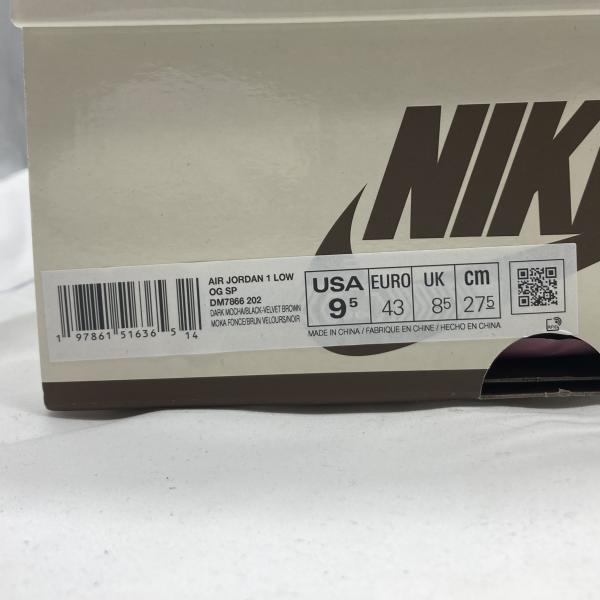 NIKE
AIR JORDAN 1 LOW
OG SP
DM7866 202
DARK MOCHA/BLACK-VELVET BROWN
MOKA FONCE/BRUN VELOURS/NOIR
1 97861 51636 5 14
USA
9.5
EURO
43
UK
8.5
cm
27.5
MADE IN CHINA / FABRIQUE EN CHINE / HECHO EN CHINA